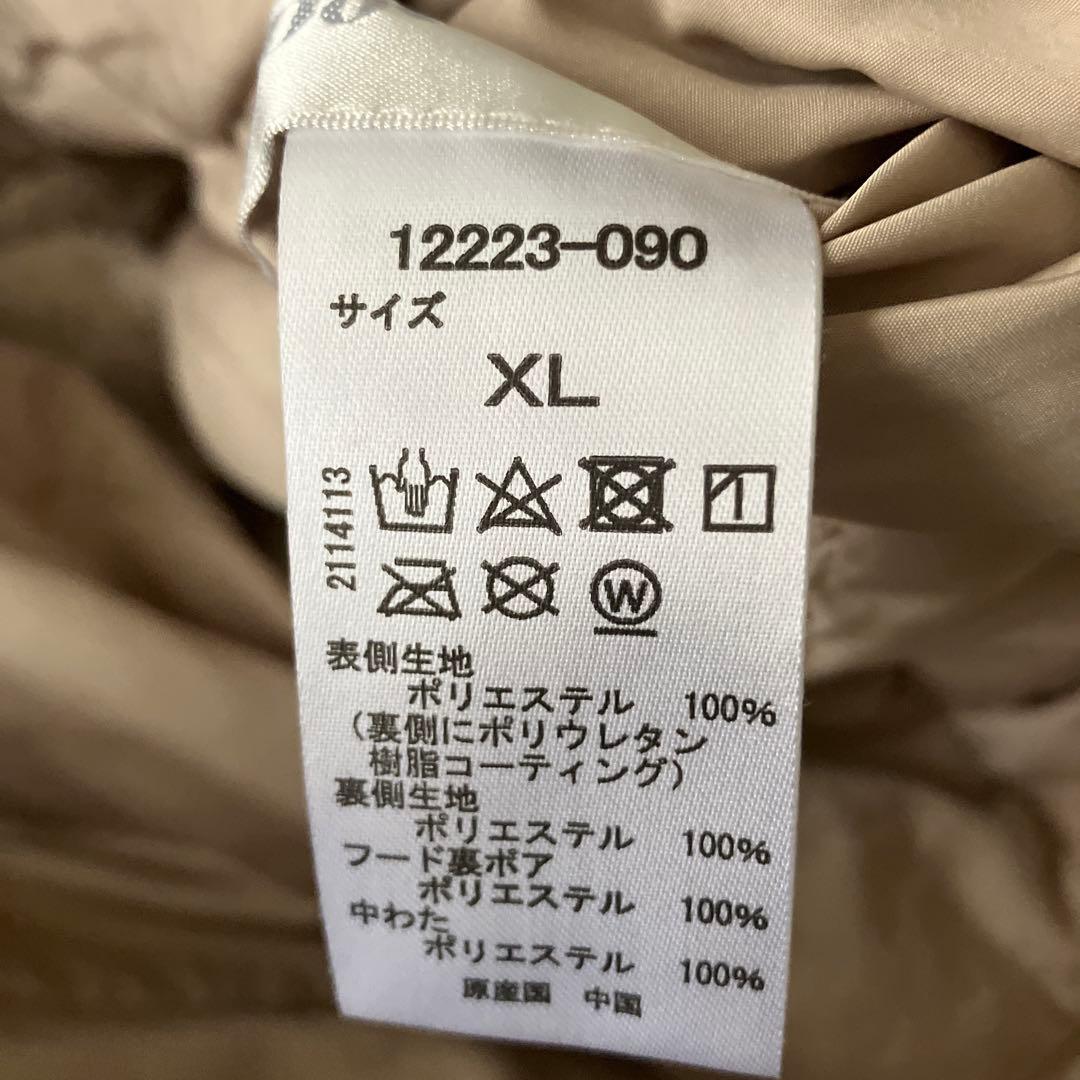 12223-090
サイズ
XL
2114113
W
表側生地
ポリエステル 100%
(裏側にポリウレタン
樹脂コーティング)
裏側生地
ポリエステル 100%
フード裏ボア
ポリエステル 100%
中わた
ポリエステル 100%
原産国 中国